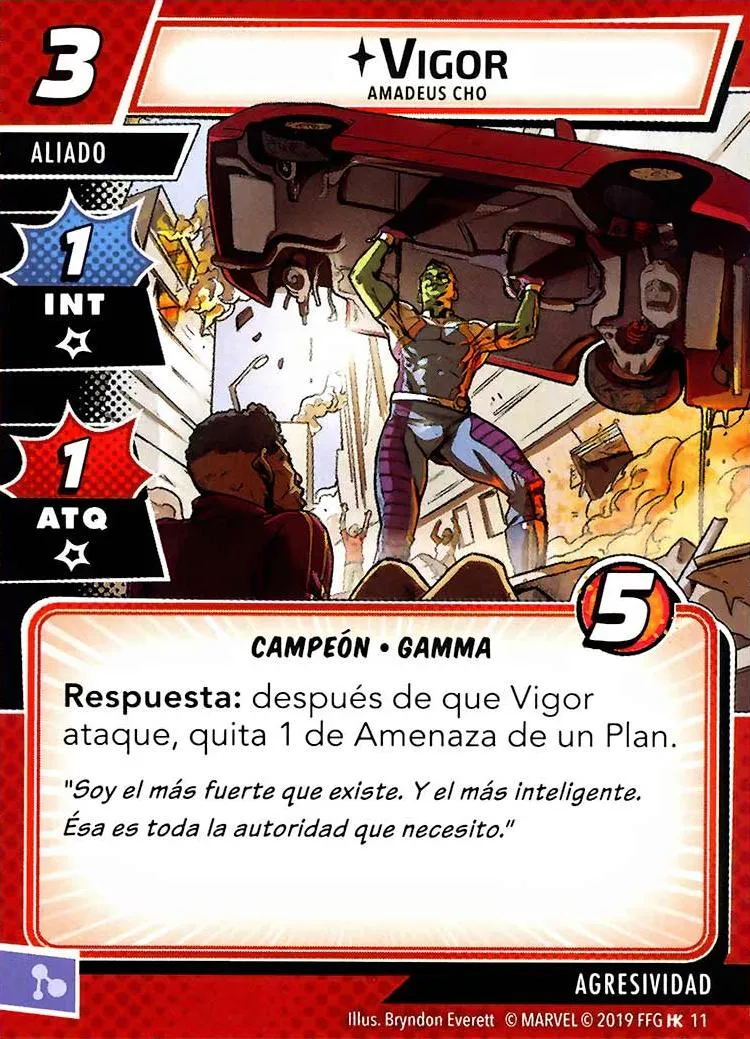 3
VIGOR
AMADEUS CHO
ALIADO
1
INT
1
ATQ
5
CAMPEÓN • GAMMA
Respuesta: después de que Vigor
ataque, quita 1 de Amenaza de un Plan.
"Soy el más fuerte que existe. Y el más inteligente.
Ésa es toda la autoridad que necesito."
AGRESIVIDAD
Illus. Bryndon Everett © MARVEL © 2019 FFG HK 11